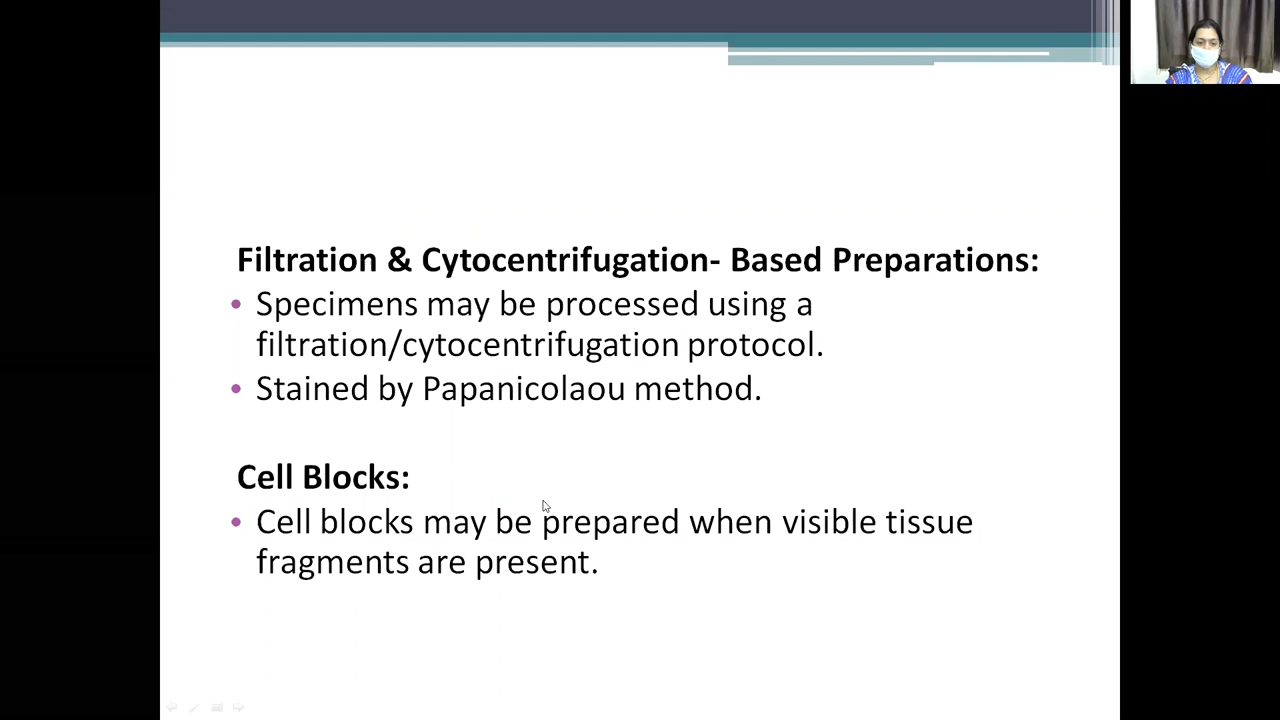 Filtration & Cytocentrifugation- Based Preparations:
• Specimens may be processed using a
filtration/cytocentrifugation protocol.
• Stained by Papanicolaou method.
Cell Blocks:
• Cell blocks may be prepared when visible tissue
fragments are present.